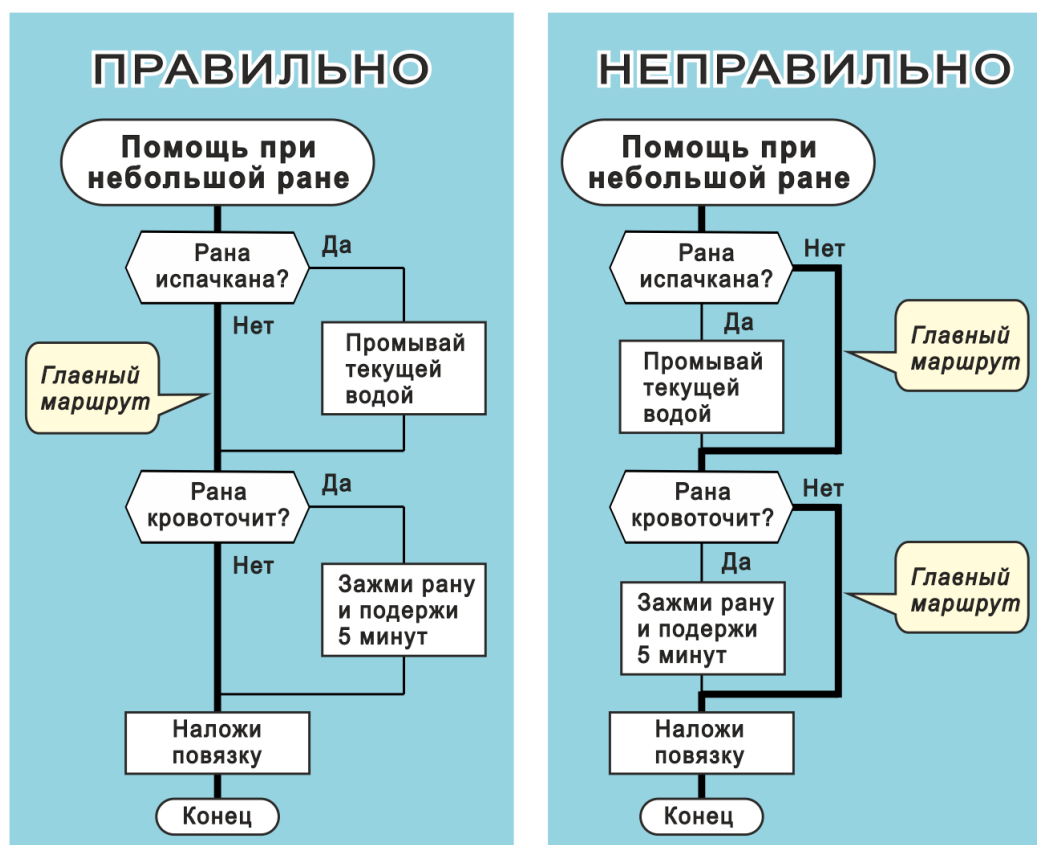 ПРАВИЛЬНО
Помощь при
небольшой ране
Рана
испачкана?
Да
Нет
Промывай
текущей
водой
Главный
маршрут
Рана
кровоточит?
Да
Нет
Зажми рану
и подержи
5 минут
Наложи
повязку
Конец
НЕПРАВИЛЬНО
Помощь при
небольшой ране
Рана
испачкана?
Нет
Да
Промывай
текущей
водой
Главный
маршрут
Рана
кровоточит?
Нет
Да
Зажми рану
и подержи
5 минут
Главный
маршрут
Наложи
повязку
Конец